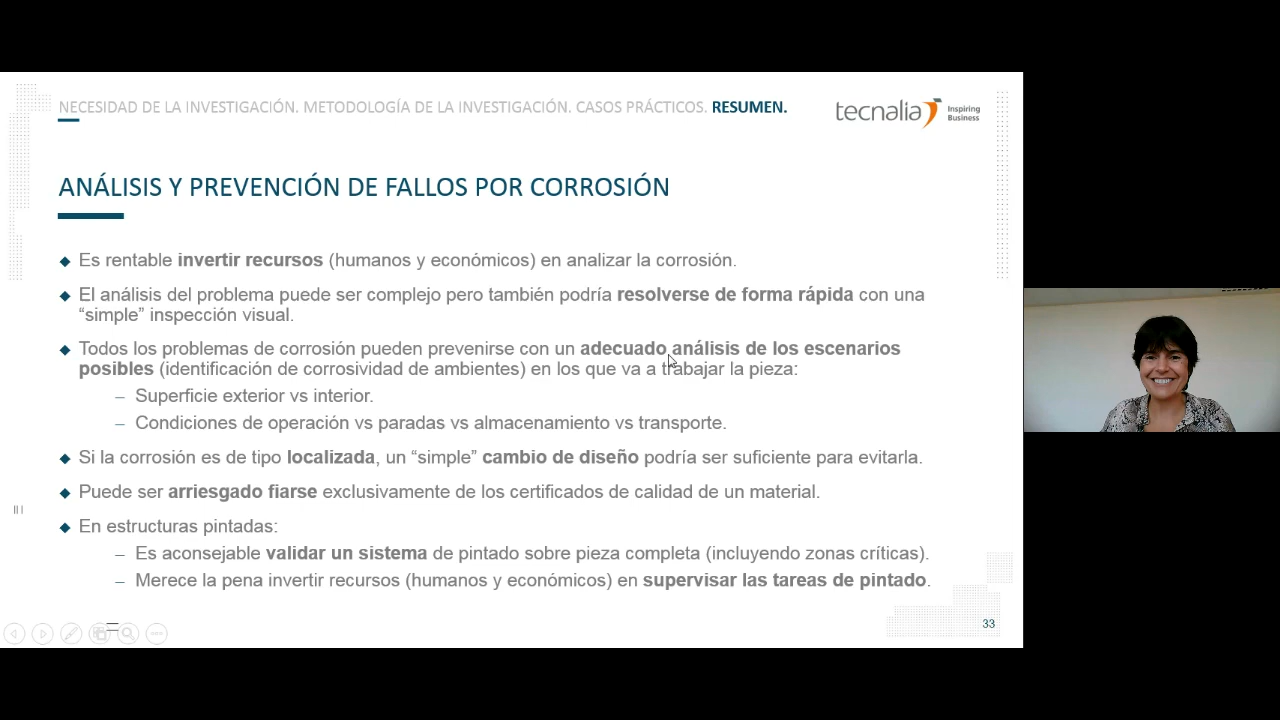 NECESIDAD DE LA INVESTIGACIÓN. METODOLOGÍA DE LA INVESTIGACIÓN. CASOS PRÁCTICOS. RESUMEN.
tecnalia Inspiring
Business
ANÁLISIS Y PREVENCIÓN DE FALLOS POR CORROSIÓN
Es rentable invertir recursos (humanos y económicos) en analizar la corrosión.
El análisis del problema puede ser complejo pero también podría resolverse de forma rápida con una
“simple” inspección visual.
Todos los problemas de corrosión pueden prevenirse con un adecuado análisis de los escenarios
posibles (identificación de corrosividad de ambientes) en los que va a trabajar la pieza:
– Superficie exterior vs interior.
– Condiciones de operación vs paradas vs almacenamiento vs transporte.
Si la corrosión es de tipo localizada, un “simple” cambio de diseño podría ser suficiente para evitarla.
Puede ser arriesgado fiarse exclusivamente de los certificados de calidad de un material.
En estructuras pintadas:
– Es aconsejable validar un sistema de pintado sobre pieza completa (incluyendo zonas críticas).
– Merece la pena invertir recursos (humanos y económicos) en supervisar las tareas de pintado.
33